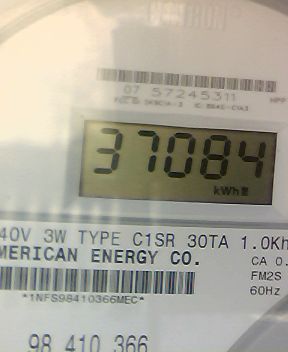 07 57245311
37084
kWh
40V 3W TYPE C1SR 30TA 1.0Kh
MERICAN ENERGY CO.
CA 0.
FM2S
*1NFS98410366MEC*
60Hz
98 410 366